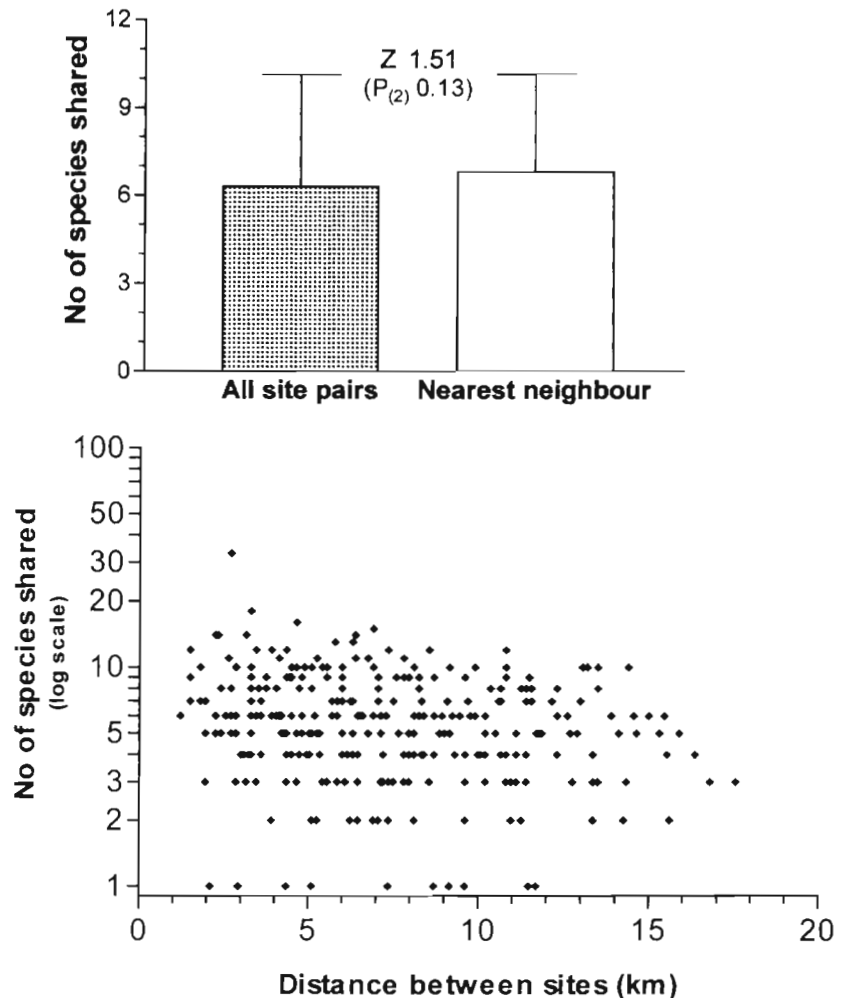 12
9
6
3
0
No of species shared
Z 1.51
(P(2) 0.13)
All site pairs
Nearest neighbour
100
50
30
20
10
5
3
2
1
No of species shared
(log scale)
0
5
10
15
20
Distance between sites (km)